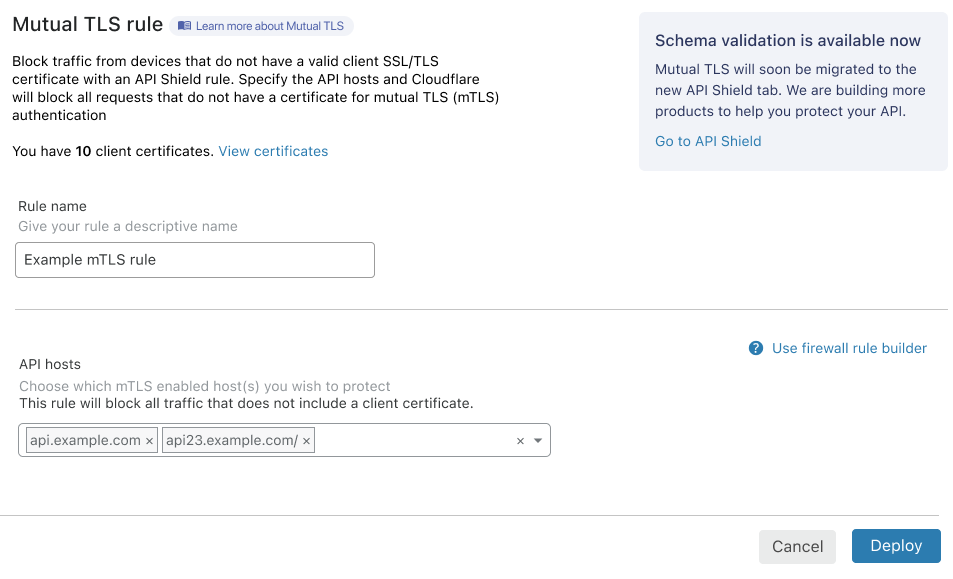 Mutual TLS rule
Learn more about Mutual TLS
Block traffic from devices that do not have a valid client SSL/TLS
certificate with an API Shield rule. Specify the API hosts and Cloudflare
will block all requests that do not have a certificate for mutual TLS (mTLS)
authentication
You have 10 client certificates. View certificates
Schema validation is available now
Mutual TLS will soon be migrated to the
new API Shield tab. We are building more
products to help you protect your API.
Go to API Shield
Rule name
Give your rule a descriptive name
Example mTLS rule
? Use firewall rule builder
API hosts
Choose which mTLS enabled host(s) you wish to protect
This rule will block all traffic that does not include a client certificate.
api.example.com × api23.example.com/ × ×
Cancel Deploy